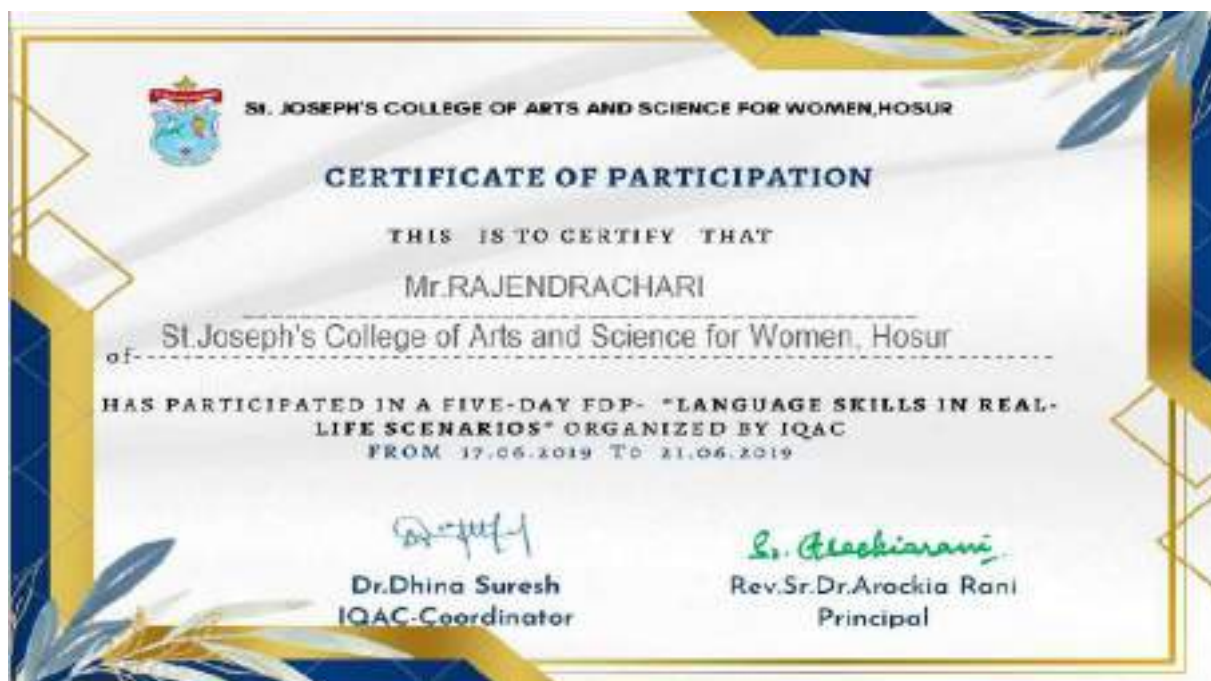 St. JOSEPH'S COLLEGE OF ARTS AND SCIENCE FOR WOMEN,HOSUR
CERTIFICATE OF PARTICIPATION
THIS IS TO CERTIFY THAT
Mr.RAJENDRACHARI
of St.Joseph's College of Arts and Science for Women, Hosur
HAS PARTICIPATED IN A FIVE-DAY FDP- "LANGUAGE SKILLS IN REAL-
LIFE SCENARIOS" ORGANIZED BY IQAC
FROM 17.06.2019 TO 21.06.2019
Sr. Arockiarani
Dr.Dhina Suresh
Rev.Sr.Dr.Arockia Rani
IQAC-Coordinator
Principal